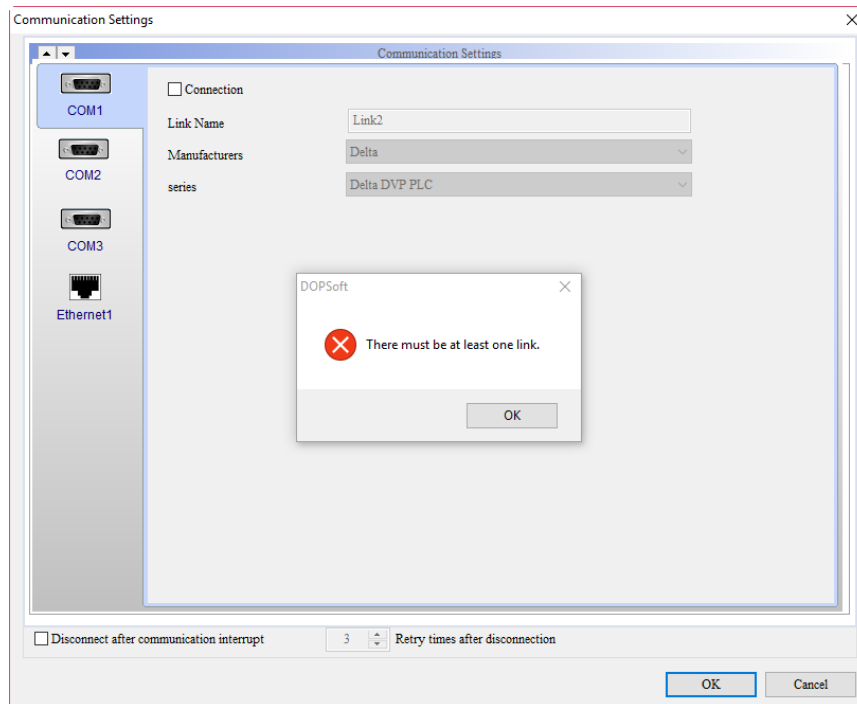 Communication Settings
Communication Settings
COM1
COM2
COM3
Ethernet1
Connection
Link Name
Link2
Manufacturers
Delta
series
Delta DVP PLC
DOPSoft
There must be at least one link.
OK
Disconnect after communication interrupt
3
Retry times after disconnection
OK
Cancel